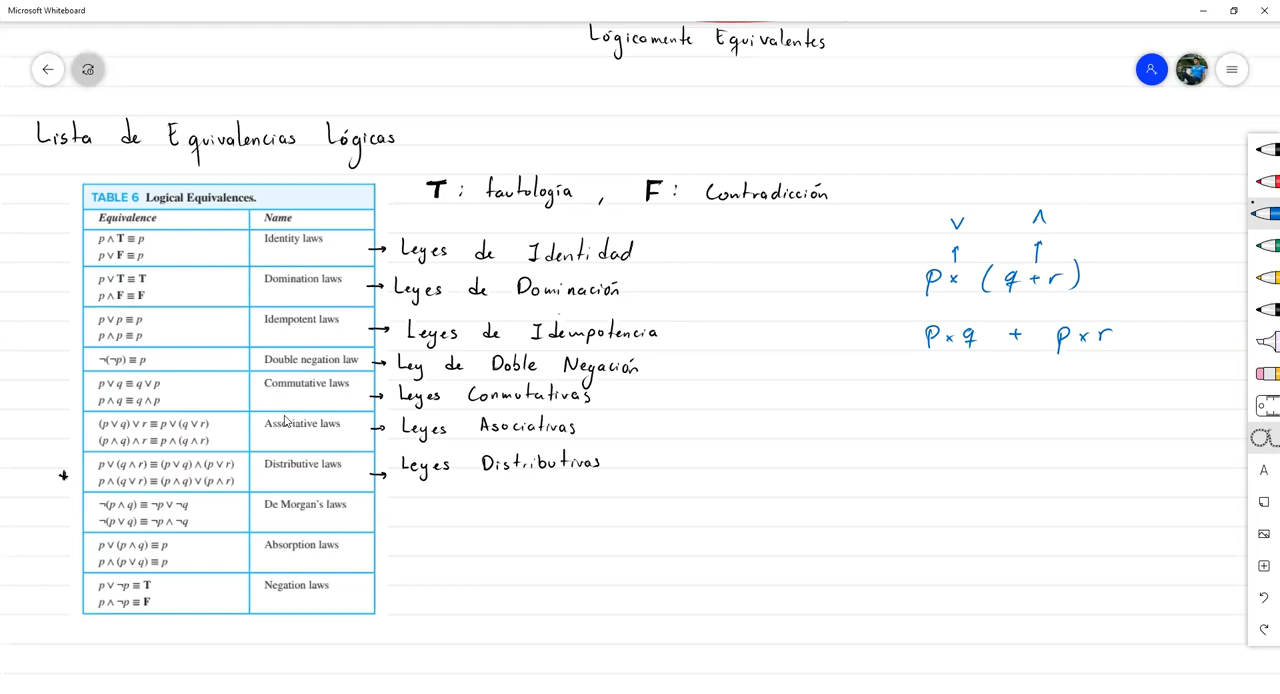 Microsoft Whiteboard
Lógicamente Equivalentes
Lista de Equivalencias Lógicas
T: tautología, F: Contradicción
TABLE 6 Logical Equivalences.
Equivalence Name
p ∧ T ≡ p Identity laws
p ∨ F ≡ p
→ Leyes de Identidad
p ∨ T ≡ T Domination laws
p ∧ F ≡ F
→ Leyes de Dominación
p ∨ p ≡ p Idempotent laws
p ∧ p ≡ p
→ Leyes de Idempotencia
¬(¬p) ≡ p Double negation law
→ Ley de Doble Negación
p ∨ q ≡ q ∨ p Commutative laws
p ∧ q ≡ q ∧ p
→ Leyes Conmutativas
(p ∨ q) ∨ r ≡ p ∨ (q ∨ r) Associative laws
(p ∧ q) ∧ r ≡ p ∧ (q ∧ r)
→ Leyes Asociativas
p ∨ (q ∧ r) ≡ (p ∨ q) ∧ (p ∨ r) Distributive laws
p ∧ (q ∨ r) ≡ (p ∧ q) ∨ (p ∧ r)
→ Leyes Distributivas
¬(p ∧ q) ≡ ¬p ∨ ¬q De Morgan's laws
¬(p ∨ q) ≡ ¬p ∧ ¬q
p ∨ (p ∧ q) ≡ p Absorption laws
p ∧ (p ∨ q) ≡ p
p ∨ ¬p ≡ T Negation laws
p ∧ ¬p ≡ F
∨ ∧
↑ ↑
p × (q + r)
p × q + p × r
A